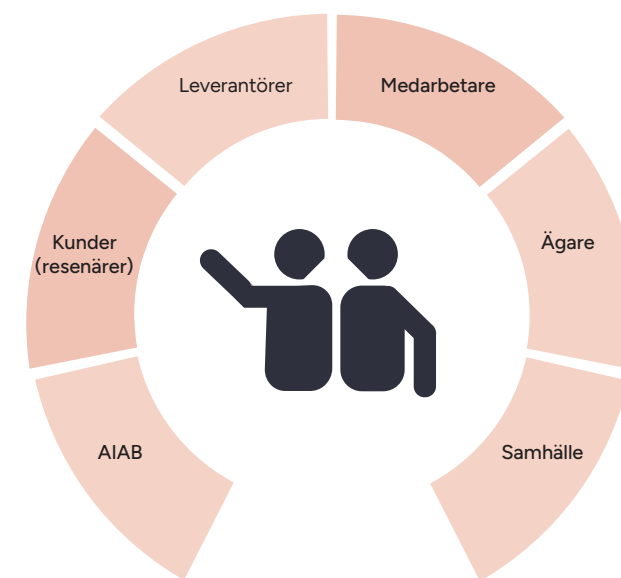 Leverantörer
Medarbetare
Kunder
(resenärer)
Ägare
AIAB
Samhälle